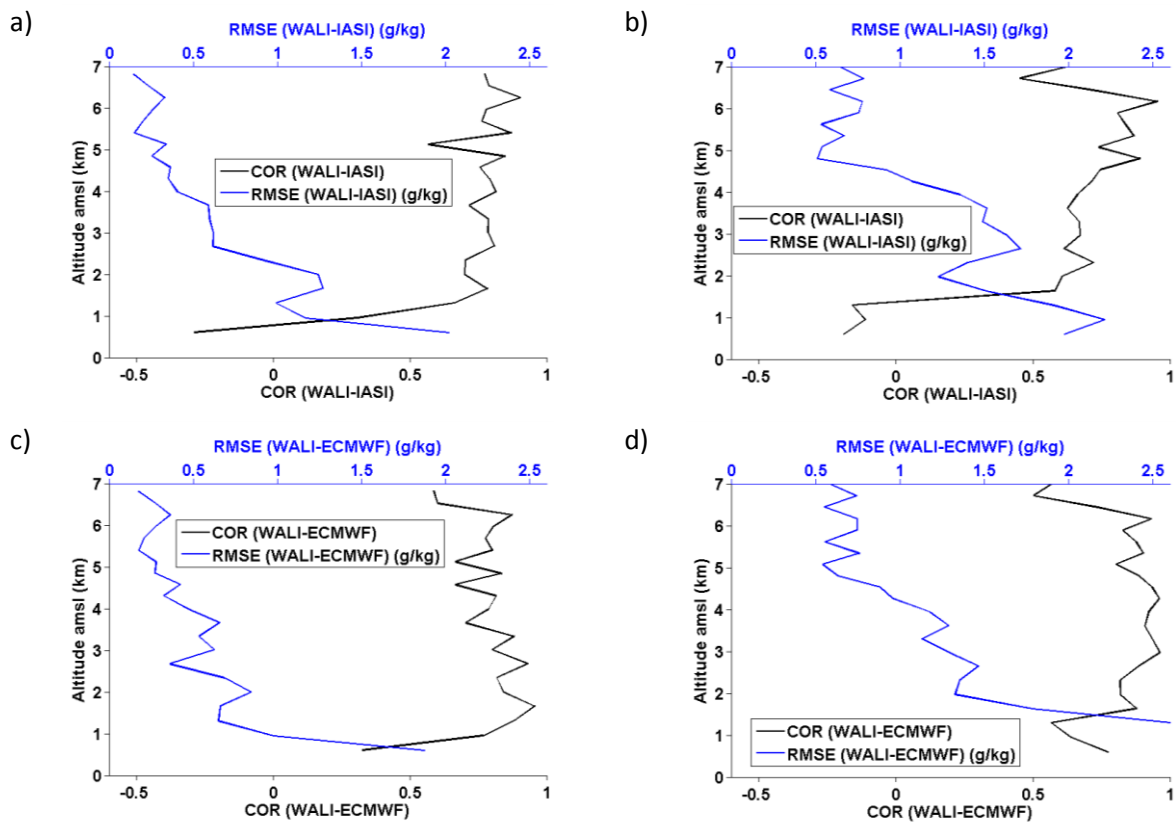 a)
RMSE (WALI-IASI) (g/kg)
0 0.5 1 1.5 2 2.5
7
6
5
4
3
2
1
0
Altitude amsl (km)
COR (WALI-IASI)
RMSE (WALI-IASI) (g/kg)
-0.5 0 0.5 1
COR (WALI-IASI)
b)
RMSE (WALI-IASI) (g/kg)
0 0.5 1 1.5 2 2.5
7
6
5
4
3
2
1
0
Altitude amsl (km)
COR (WALI-IASI)
RMSE (WALI-IASI) (g/kg)
-0.5 0 0.5 1
COR (WALI-IASI)
c)
RMSE (WALI-ECMWF) (g/kg)
0 0.5 1 1.5 2 2.5
7
6
5
4
3
2
1
0
Altitude amsl (km)
COR (WALI-ECMWF)
RMSE (WALI-ECMWF) (g/kg)
-0.5 0 0.5 1
COR (WALI-ECMWF)
d)
RMSE (WALI-ECMWF) (g/kg)
0 0.5 1 1.5 2 2.5
7
6
5
4
3
2
1
0
Altitude amsl (km)
COR (WALI-ECMWF)
RMSE (WALI-ECMWF) (g/kg)
-0.5 0 0.5 1
COR (WALI-ECMWF)